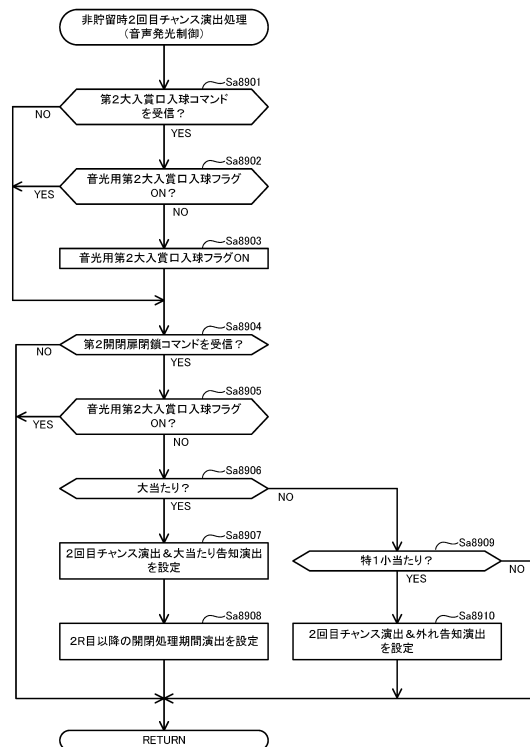 非貯留時2回目チャンス演出処理
(音声発光制御)
Sa8901
第2大入賞口入球コマンド
を受信？
NO
YES
Sa8902
音光用第2大入賞口入球フラグ
ON？
YES
NO
Sa8903
音光用第2大入賞口入球フラグON
Sa8904
第2開閉扉閉鎖コマンドを受信？
NO
YES
Sa8905
音光用第2大入賞口入球フラグ
ON？
YES
NO
Sa8906
大当たり？
NO
YES
Sa8907
2回目チャンス演出＆大当たり告知演出
を設定
Sa8909
特1小当たり？
NO
YES
Sa8908
2R目以降の開閉処理期間演出を設定
Sa8910
2回目チャンス演出＆外れ告知演出
を設定
RETURN